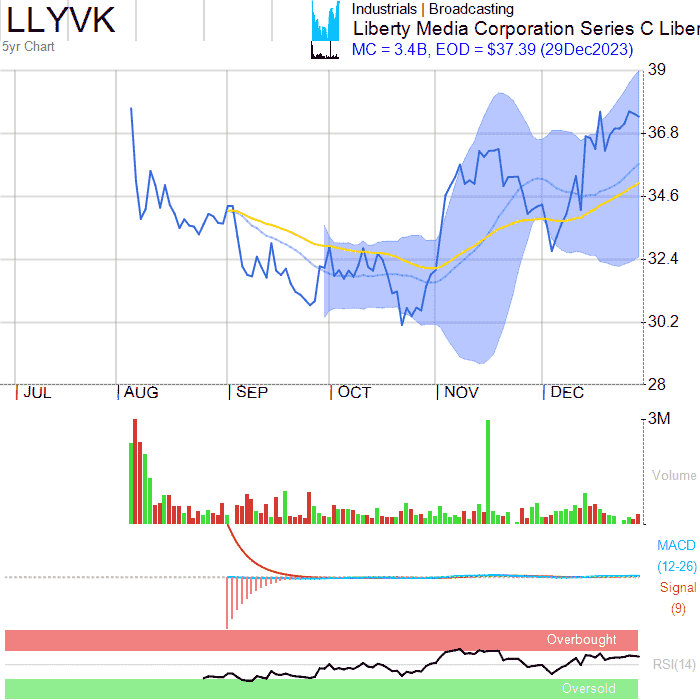 LLYVK
5yr Chart
Industrials | Broadcasting
Liberty Media Corporation Series C Liber
MC = 3.4B, EOD = $37.39 (29Dec2023)
39
36.8
34.6
32.4
30.2
28
JUL AUG SEP OCT NOV DEC
3M
Volume
MACD
(12-26)
Signal
(9)
Overbought
RSI(14)
Oversold